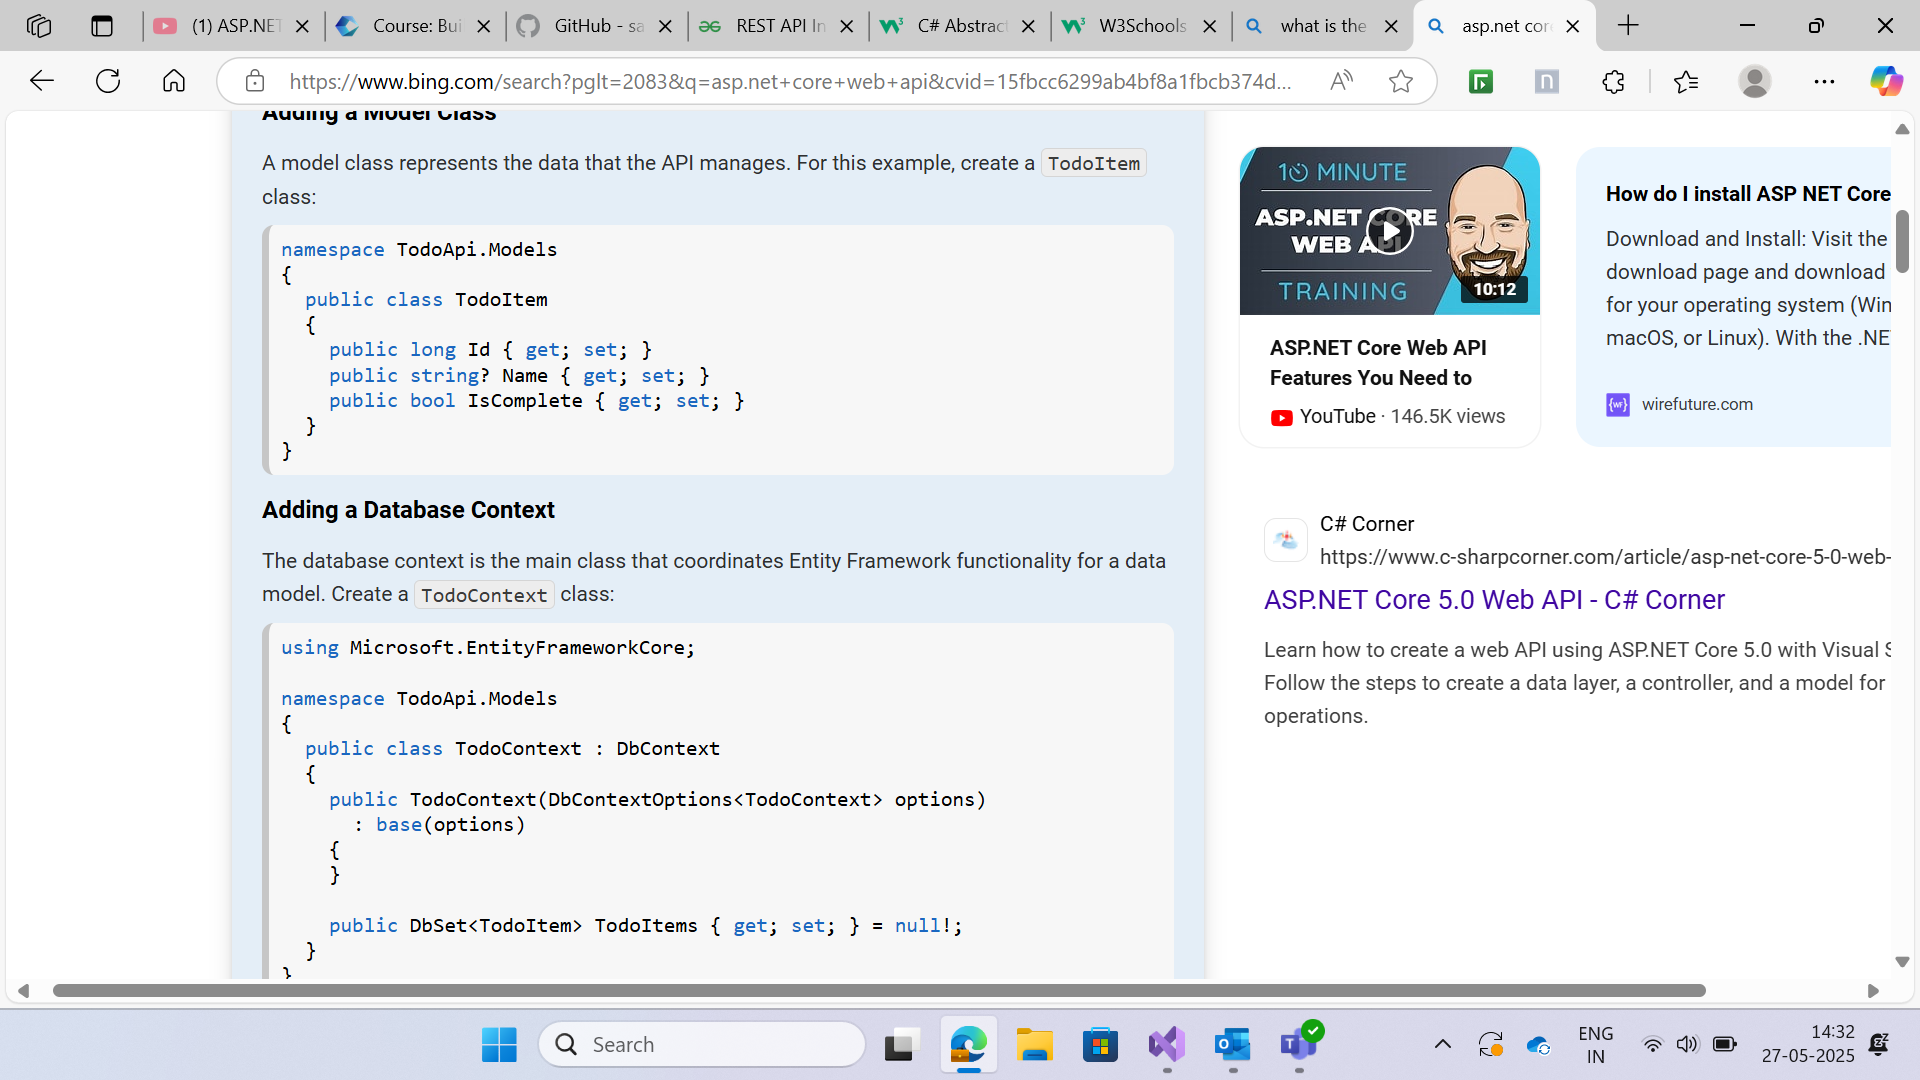 (1) ASP.NET
Course: Bui
GitHub - sa
REST API In
C# Abstract
W3Schools
what is the
asp.net cor
https://www.bing.com/search?pglt=2083&q=asp.net+core+web+api&cvid=15fbcc6299ab4bf8a1fbcb374d...
Adding a Model Class
A model class represents the data that the API manages. For this example, create a TodoItem
class:
namespace TodoApi.Models
{
public class TodoItem
{
public long Id { get; set; }
public string? Name { get; set; }
public bool IsComplete { get; set; }
}
}
Adding a Database Context
The database context is the main class that coordinates Entity Framework functionality for a data
model. Create a TodoContext class:
using Microsoft.EntityFrameworkCore;
namespace TodoApi.Models
{
public class TodoContext : DbContext
{
public TodoContext(DbContextOptions<TodoContext> options)
: base(options)
{
}
public DbSet<TodoItem> TodoItems { get; set; } = null!;
}
}
10 MINUTE
ASP.NET CORE
WEB API
TRAINING
10:12
ASP.NET Core Web API
Features You Need to
YouTube · 146.5K views
How do I install ASP NET Core
Download and Install: Visit the
download page and download
for your operating system (Win
macOS, or Linux). With the .NE
{WF}
wirefuture.com
C# Corner
https://www.c-sharpcorner.com/article/asp-net-core-5-0-web-
ASP.NET Core 5.0 Web API - C# Corner
Learn how to create a web API using ASP.NET Core 5.0 with Visual S
Follow the steps to create a data layer, a controller, and a model for
operations.
Search
ENG
IN
14:32
27-05-2025